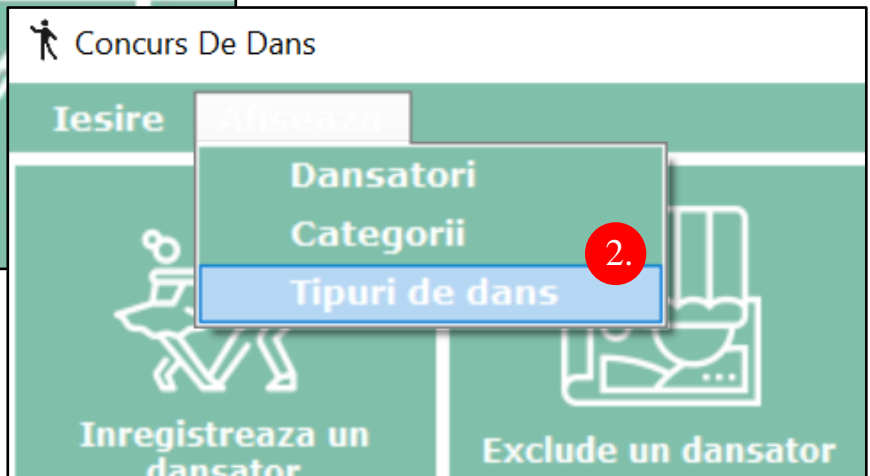 Concurs De Dans
Iesire Afiseaza
Dansatori
Categorii
2.
Tipuri de dans
Inregistreaza un
dansator
Exclude un dansator